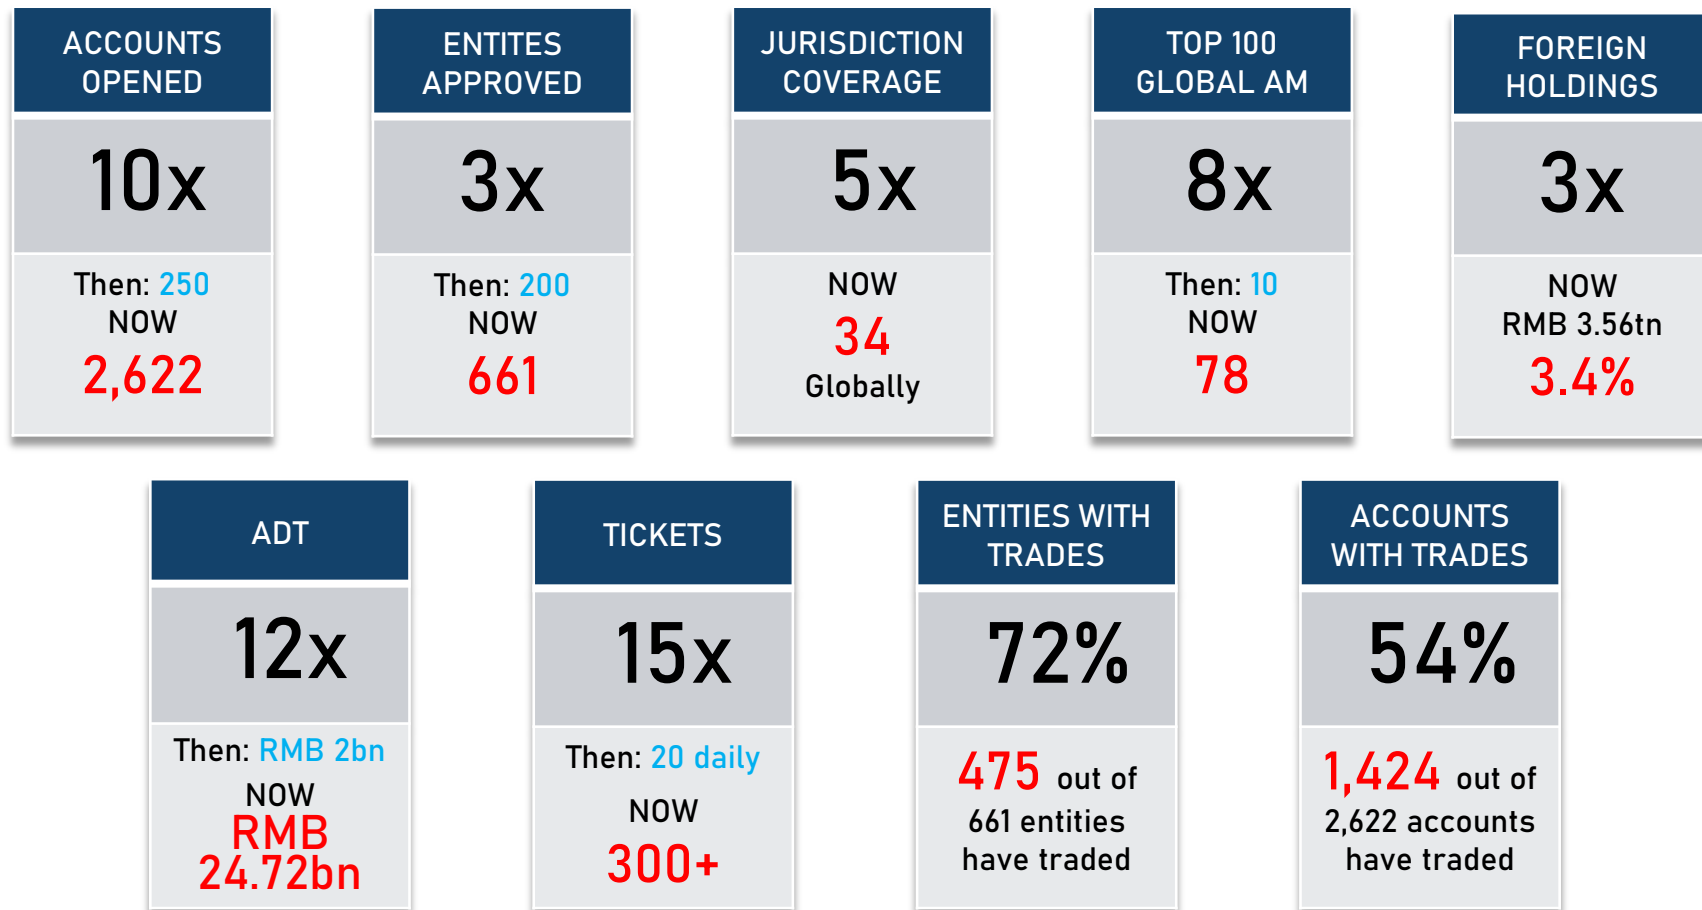 ACCOUNTS
OPENED
10x
Then: 250
NOW
2,622
ENTITES
APPROVED
3x
Then: 200
NOW
661
JURISDICTION
COVERAGE
5x
NOW
34
Globally
TOP 100
GLOBAL AM
8x
Then: 10
NOW
78
FOREIGN
HOLDINGS
3x
NOW
RMB 3.56tn
3.4%
ADT
12x
Then: RMB 2bn
NOW
RMB
24.72bn
TICKETS
15x
Then: 20 daily
NOW
300+
ENTITIES WITH
TRADES
72%
475 out of
661 entities
have traded
ACCOUNTS
WITH TRADES
54%
1,424 out of
2,622 accounts
have traded